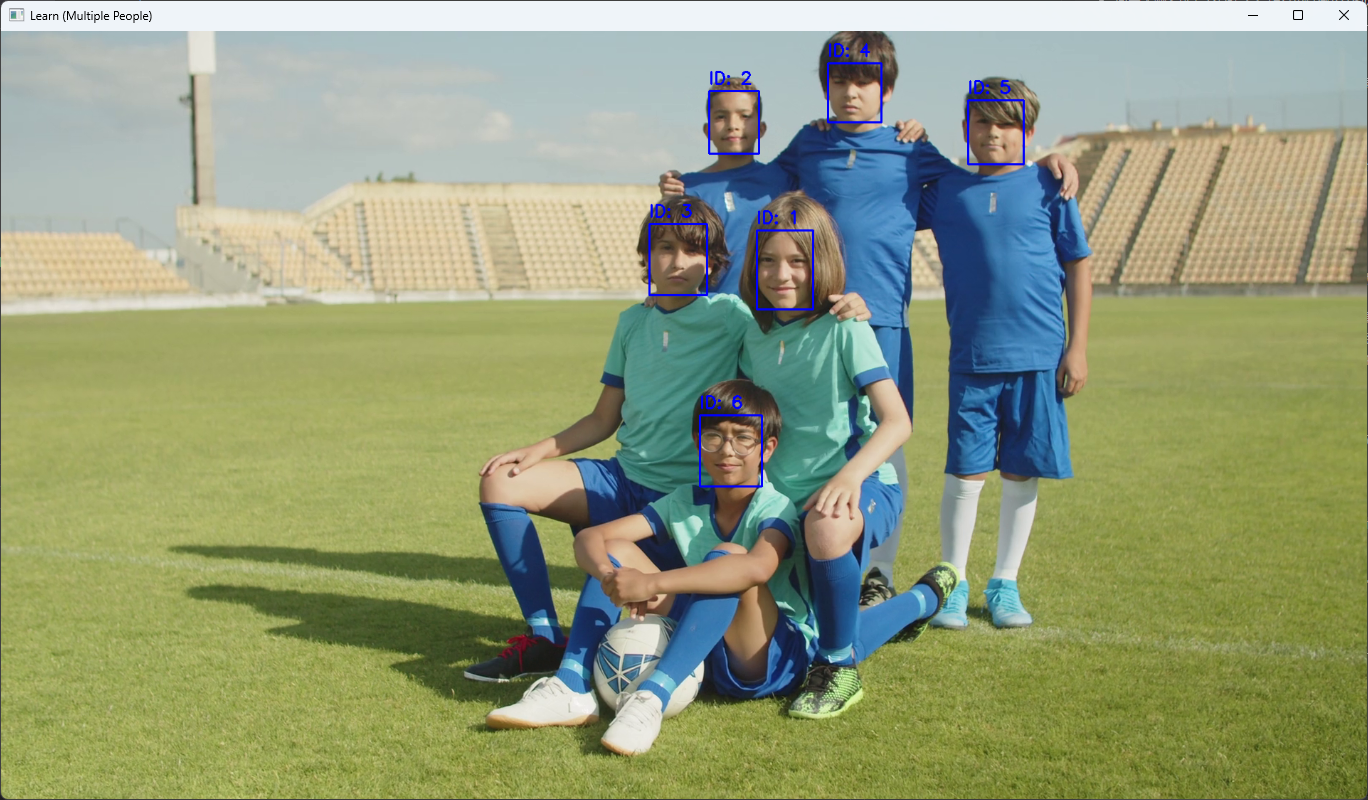 Learn (Multiple People)
ID: 4
ID: 2
ID: 5
ID: 3
ID: 1
ID: 6